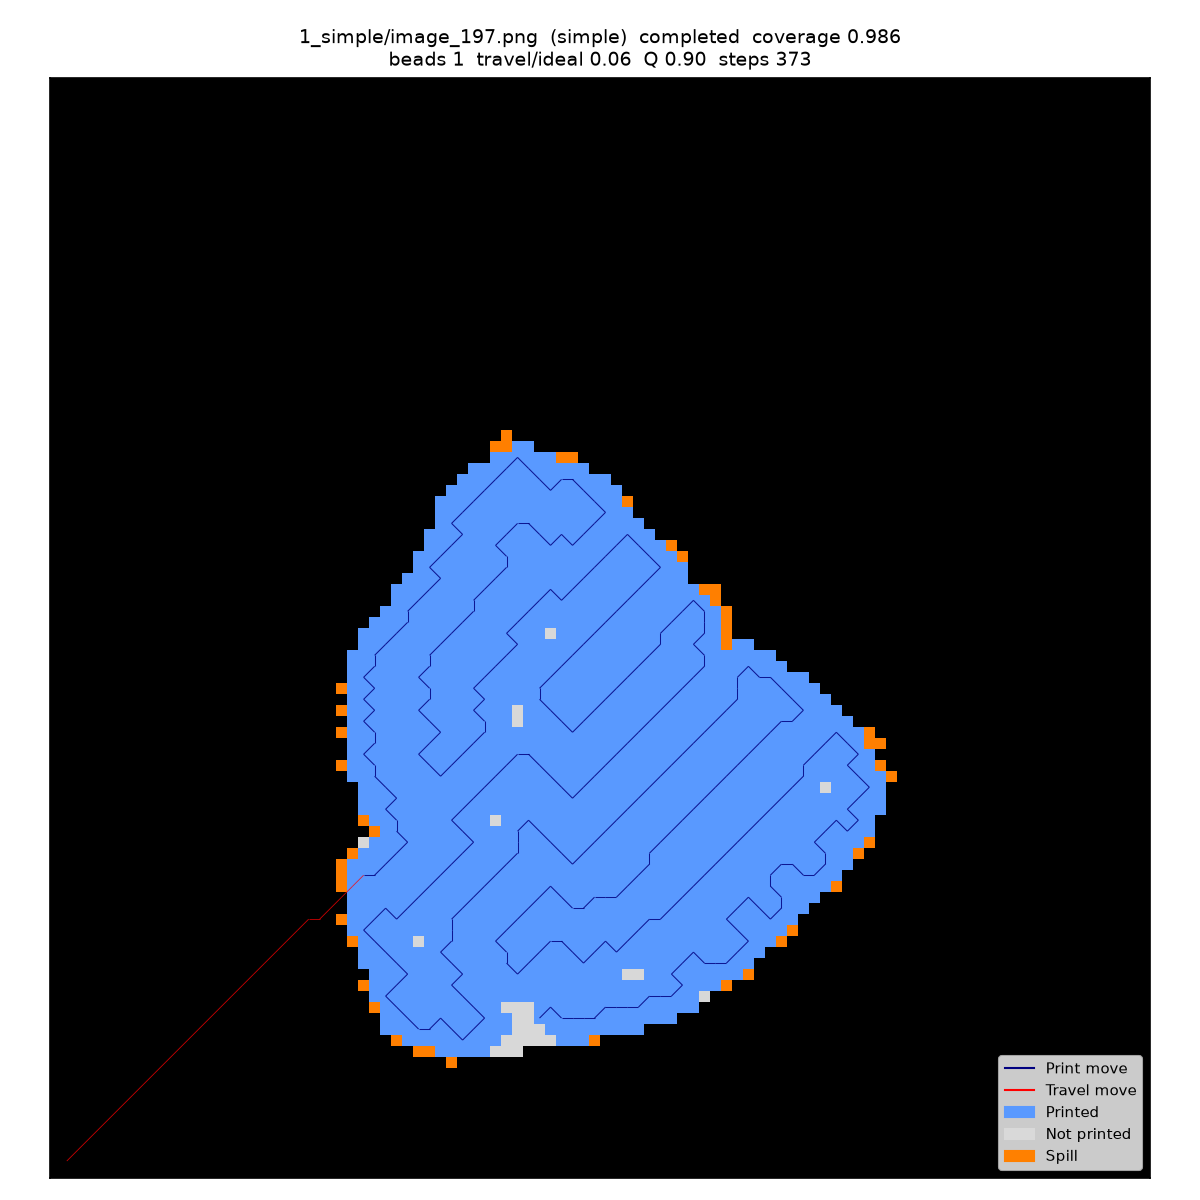 1_simple/image_197.png  (simple)  completed  coverage 0.986
beads 1  travel/ideal 0.06  Q 0.90  steps 373
Print move
Travel move
Printed
Not printed
Spill